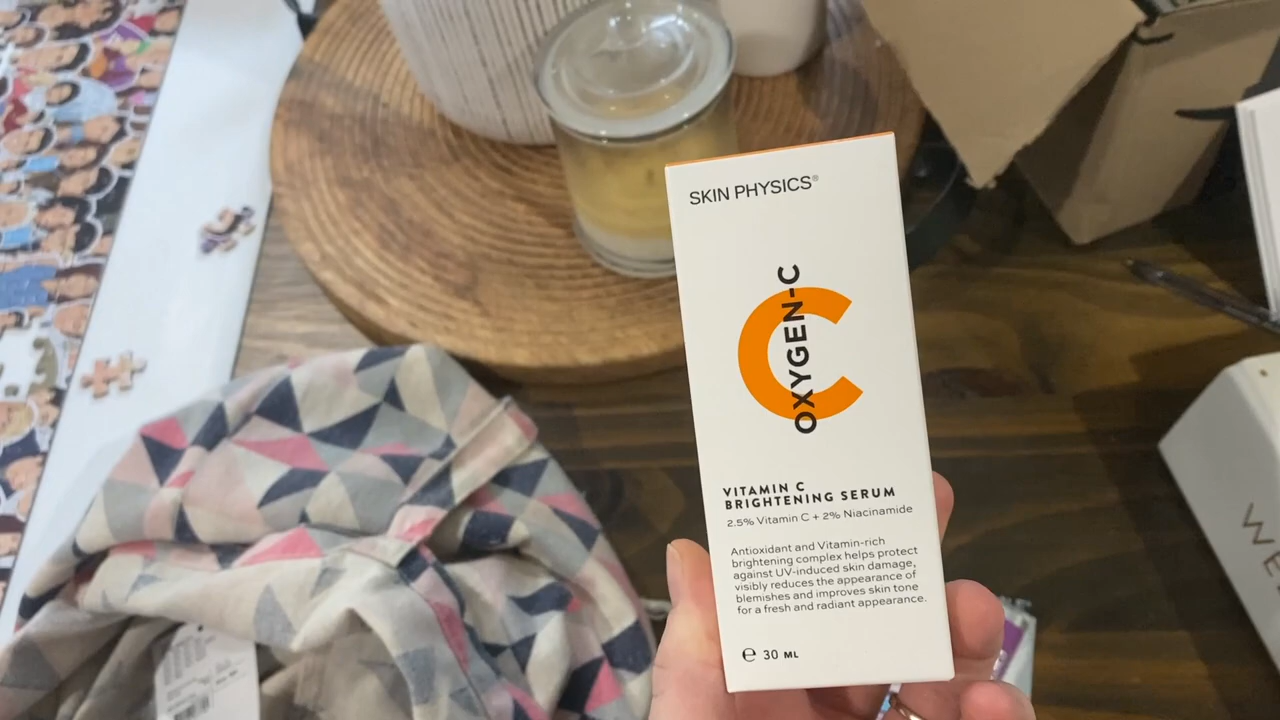 SKIN PHYSICS®
OXYGEN-C
C
VITAMIN C
BRIGHTENING SERUM
2.5% Vitamin C + 2% Niacinamide
Antioxidant and Vitamin-rich
brightening complex helps protect
against UV-induced skin damage,
visibly reduces the appearance of
blemishes and improves skin tone
for a fresh and radiant appearance.
℮ 30 ML
WE